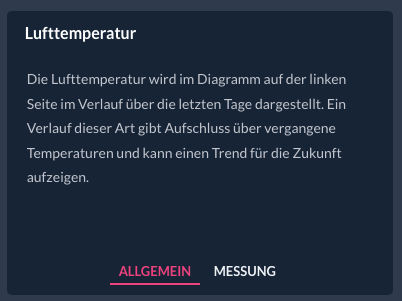 Lufttemperatur
Die Lufttemperatur wird im Diagramm auf der linken
Seite im Verlauf über die letzten Tage dargestellt. Ein
Verlauf dieser Art gibt Aufschluss über vergangene
Temperaturen und kann einen Trend für die Zukunft
aufzeigen.
ALLGEMEIN MESSUNG